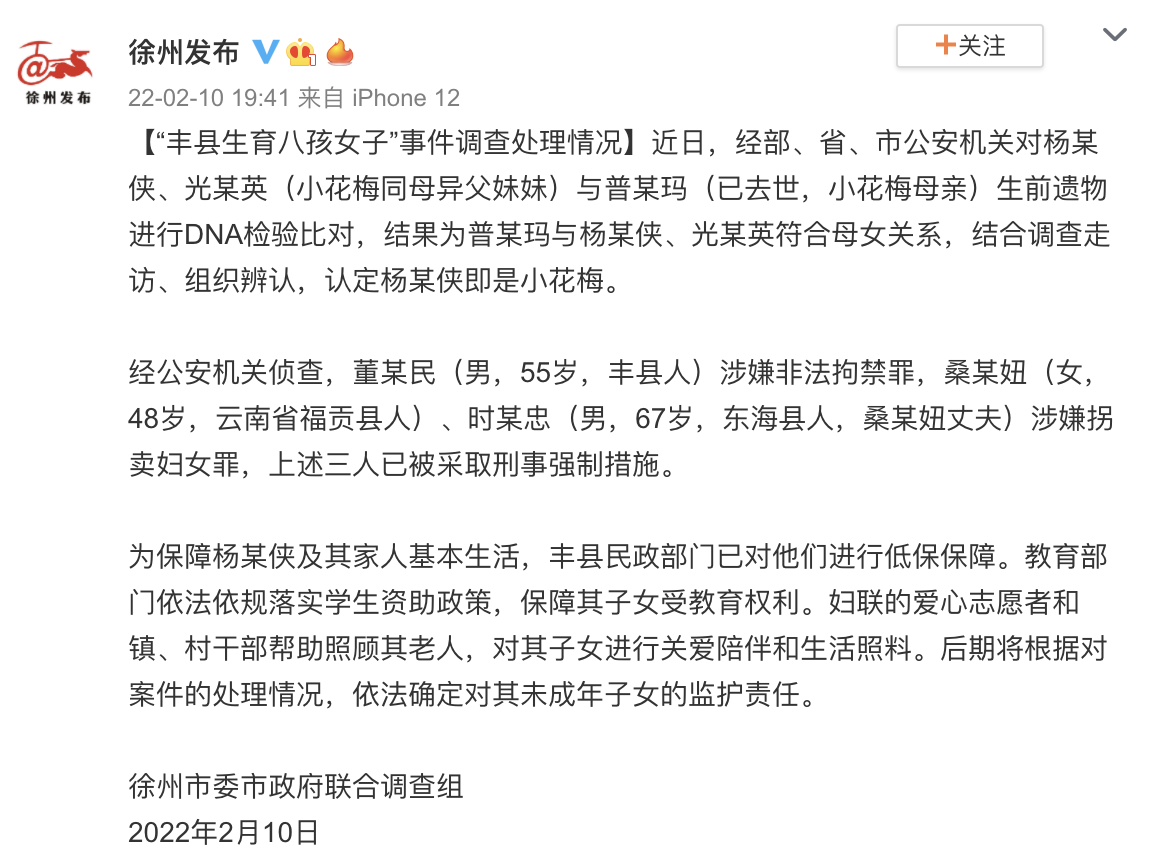 徐州发布
+关注
@
徐州发布
22-02-10 19:41 来自 iPhone 12
【“丰县生育八孩女子”事件调查处理情况】近日，经部、省、市公安机关对杨某
侠、光某英（小花梅同母异父妹妹）与普某玛（已去世，小花梅母亲）生前遗物
进行DNA检验比对，结果为普某玛与杨某侠、光某英符合母女关系，结合调查走
访、组织辨认，认定杨某侠即是小花梅。
经公安机关侦查，董某民（男，55岁，丰县人）涉嫌非法拘禁罪，桑某妞（女，
48岁，云南省福贡县人）、时某忠（男，67岁，东海县人，桑某妞丈夫）涉嫌拐
卖妇女罪，上述三人已被采取刑事强制措施。
为保障杨某侠及其家人基本生活，丰县民政部门已对他们进行低保保障。教育部
门依法依规落实学生资助政策，保障其子女受教育权利。妇联的爱心志愿者和
镇、村干部帮助照顾其老人，对其子女进行关爱陪伴和生活照料。后期将根据对
案件的处理情况，依法确定对其未成年子女的监护责任。
徐州市委市政府联合调查组
2022年2月10日